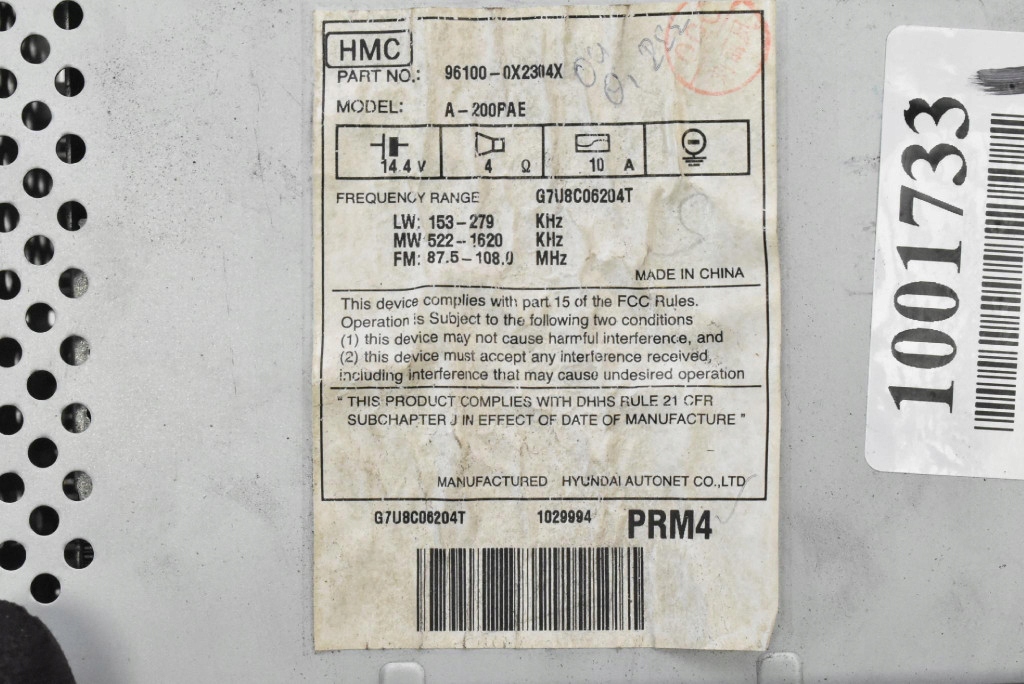 HMC
PART NO.: 96100-0X2304X
MODEL: A-200PAE
14.4 V 4 Ω 10 A
FREQUENCY RANGE G7U8C06204T
LW: 153-279 KHz
MW 522-1620 KHz
FM: 87.5-108.0 MHz
MADE IN CHINA
This device complies with part 15 of the FCC Rules.
Operation is Subject to the following two conditions
(1) this device may not cause harmful interference, and
(2) this device must accept any interference received,
including interference that may cause undesired operation
" THIS PRODUCT COMPLIES WITH DHHS RULE 21 CFR
SUBCHAPTER J IN EFFECT OF DATE OF MANUFACTURE "
MANUFACTURED HYUNDAI AUTONET CO.,LTD
G7U8C06204T 1029994 PRM4
1001733